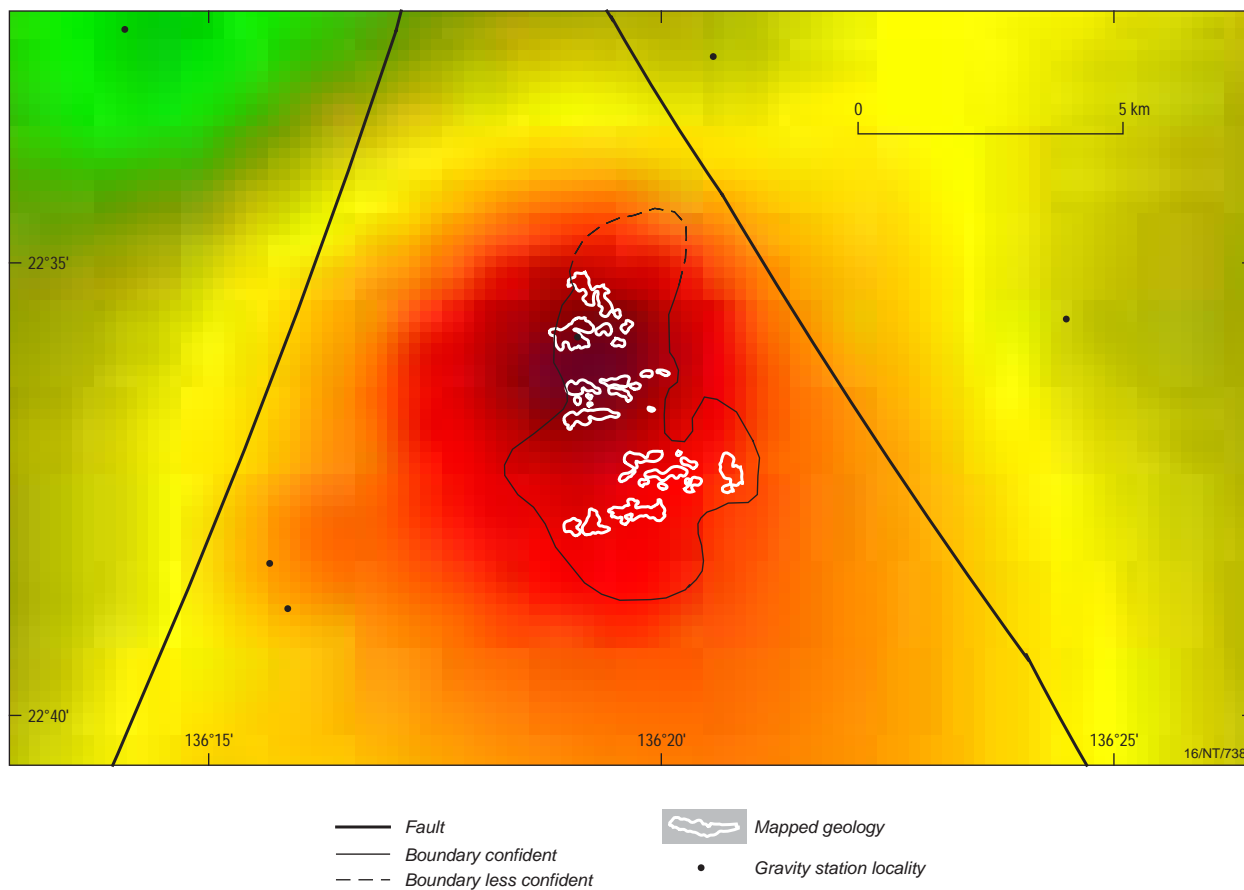 0 5 km
22°35'
22°40'
136°15' 136°20' 136°25'
16/NT/738
Fault
Boundary confident
Boundary less confident
Mapped geology
Gravity station locality